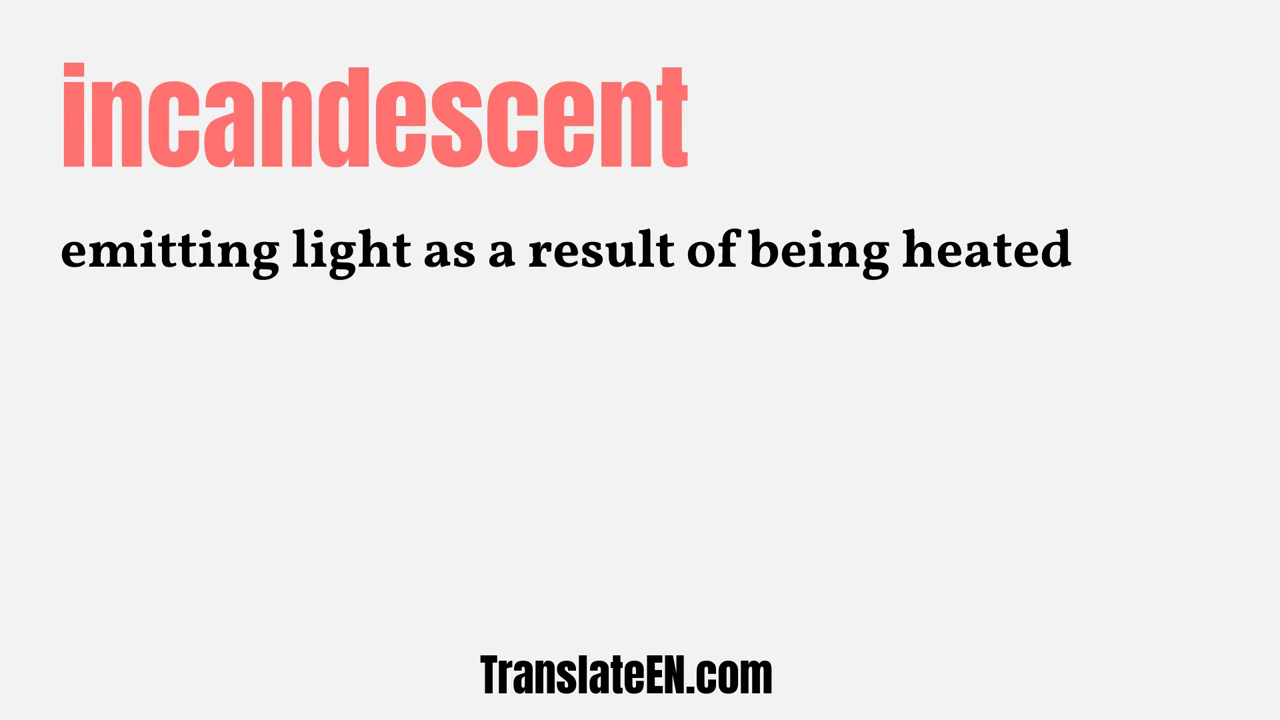 incandescent
emitting light as a result of being heated
TranslateEN.com